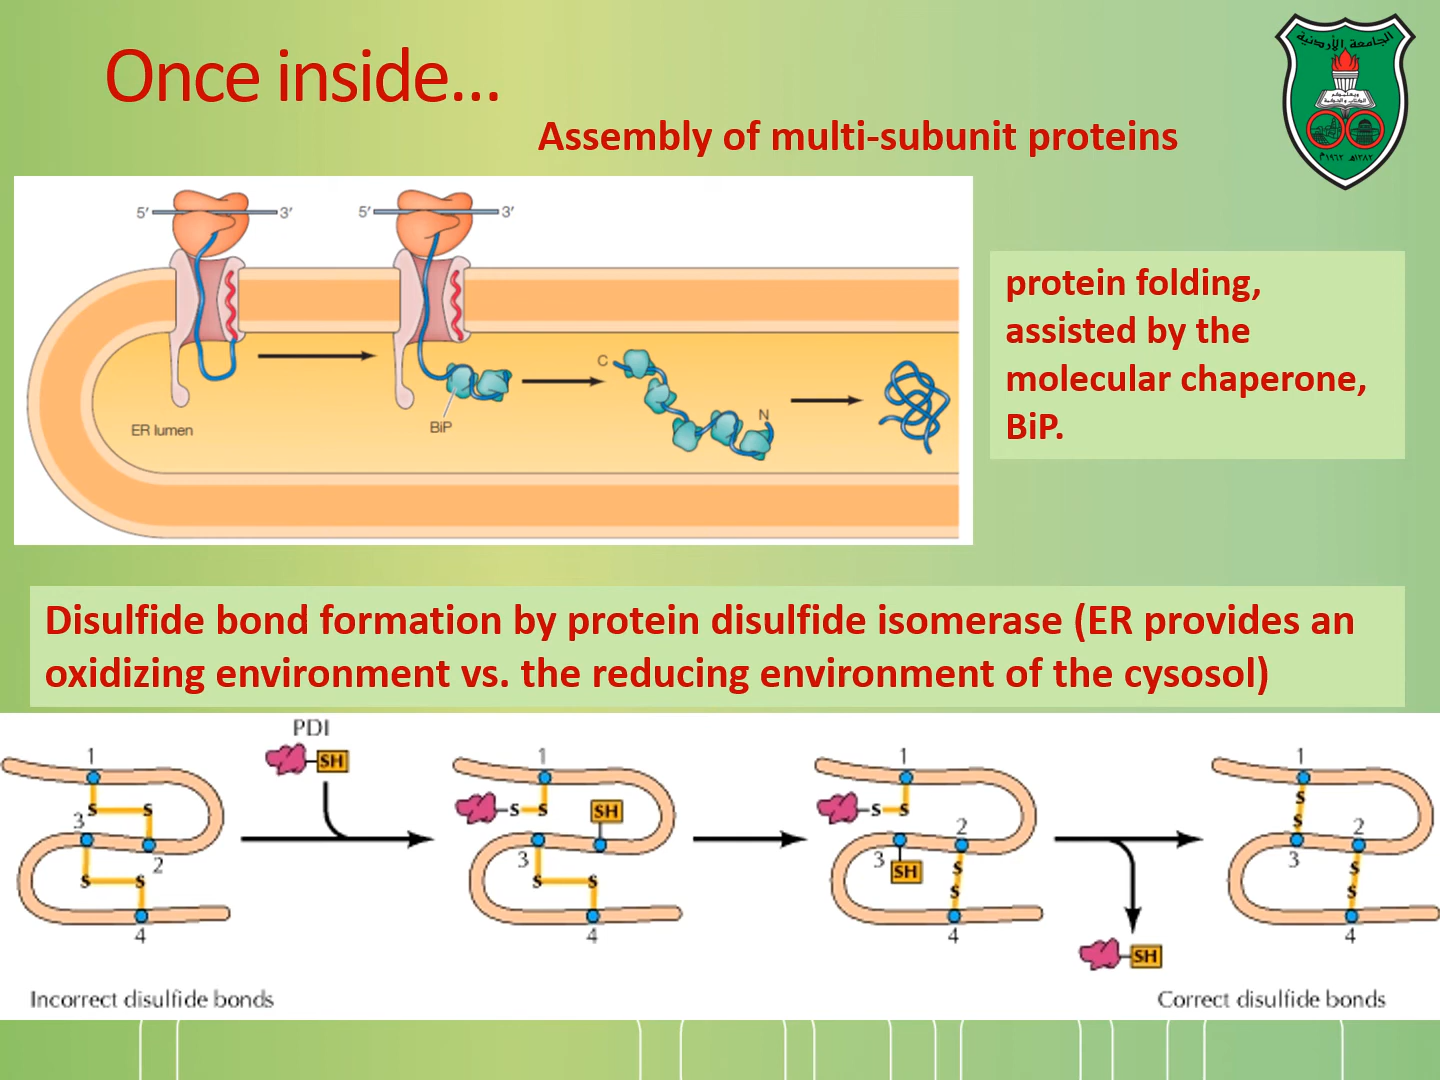 Once inside…
Assembly of multi-subunit proteins
الجامعة الأردنية
5′ 3′ 5′ 3′
C
N
BiP
ER lumen
protein folding,
assisted by the
molecular chaperone,
BiP.
Disulfide bond formation by protein disulfide isomerase (ER provides an
oxidizing environment vs. the reducing environment of the cysosol)
PDI
SH
1 S S 3 2 S S 4
1 S S SH 3 S S 4
1 S S 2 3 SH S S 4
SH
1 S S 2 3 S S 4
Incorrect disulfide bonds
Correct disulfide bonds